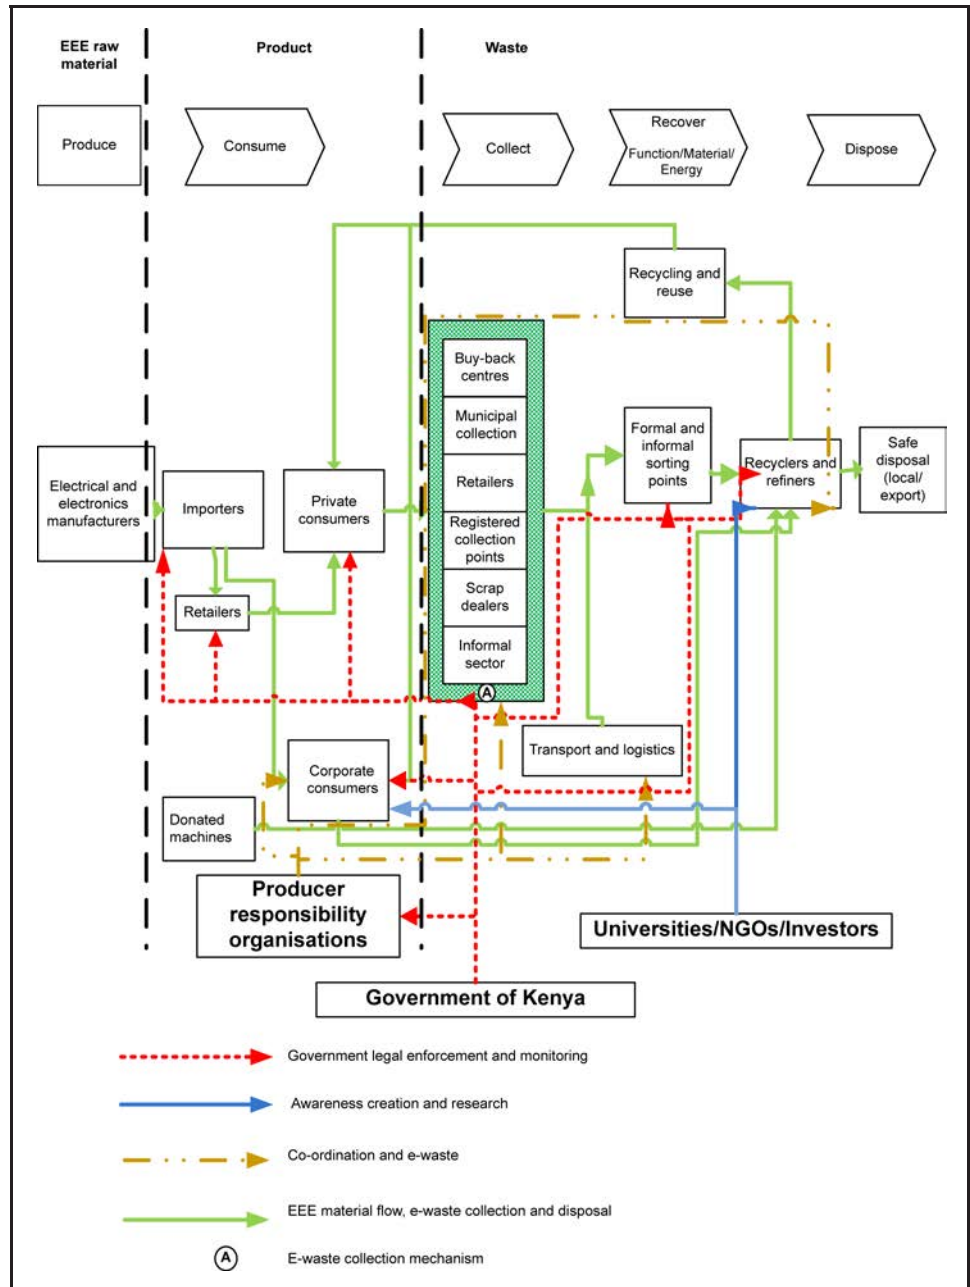 EEE raw
material
Product
Waste
Produce
Consume
Collect
Recover
Function/Material/
Energy
Dispose
Recycling and
reuse
Buy-back
centres
Municipal
collection
Retailers
Registered
collection
points
Scrap
dealers
Informal
sector
A
Formal and
informal
sorting
points
Recyclers and
refiners
Safe
disposal
(local/
export)
Electrical and
electronics
manufacturers
Importers
Private
consumers
Retailers
Transport and logistics
Corporate
consumers
Donated
machines
Producer
responsibility
organisations
Universities/NGOs/Investors
Government of Kenya
Government legal enforcement and monitoring
Awareness creation and research
Co-ordination and e-waste
EEE material flow, e-waste collection and disposal
A E-waste collection mechanism